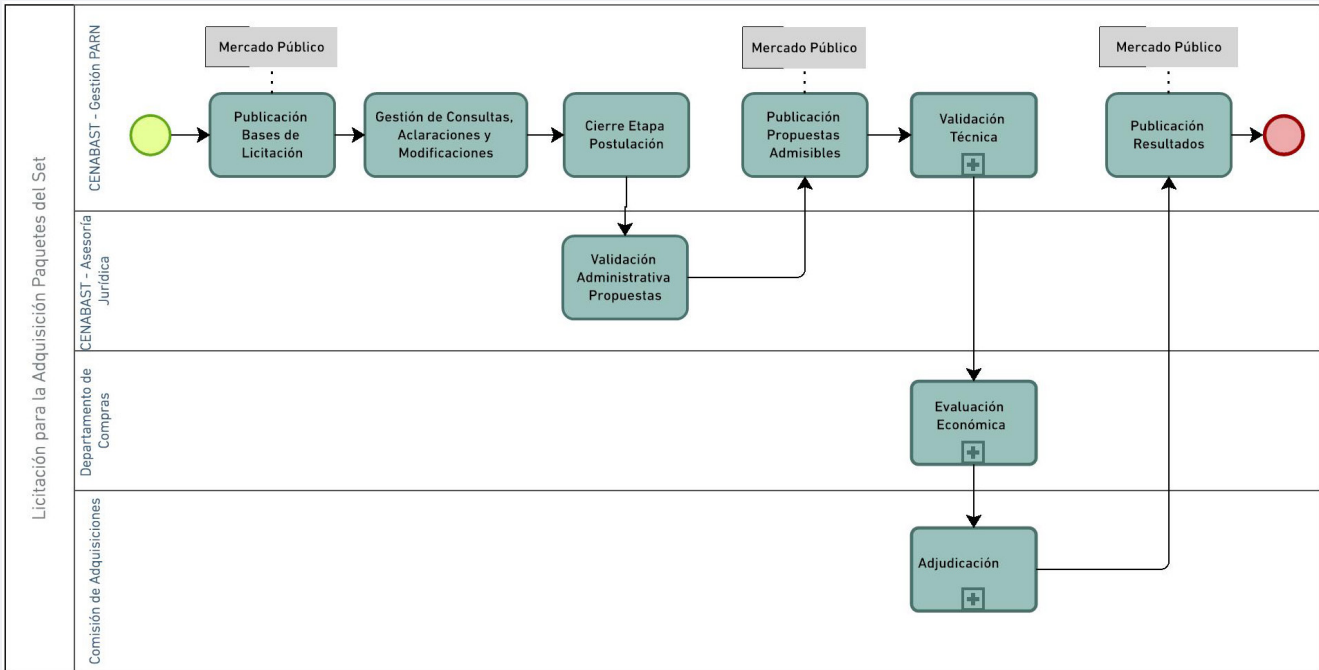 Licitación para la Adquisición Paquetes del Set
CENABAST - Gestión PARN
Mercado Público
Mercado Público
Mercado Público
Publicación
Bases de
Licitación
Gestión de Consultas,
Aclaraciones y
Modificaciones
Cierre Etapa
Postulación
Publicación
Propuestas
Admisibles
Validación
Técnica
Publicación
Resultados
CENABAST - Asesoría
Jurídica
Validación
Administrativa
Propuestas
Departamento de
Compras
Evaluación
Económica
Comisión de Adquisiciones
Adjudicación